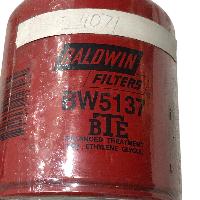 4071
BALDWIN
FILTERS
BW5137
BTE
ENHANCED TREATMENT
ETHYLENE GLYCOL